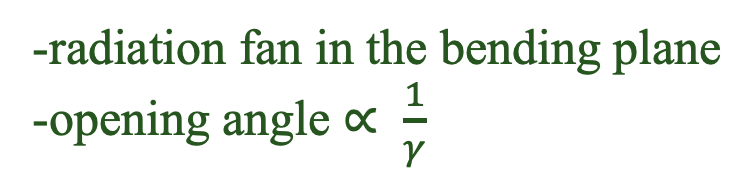 -radiation fan in the bending plane
-opening angle ∝ 1/γ